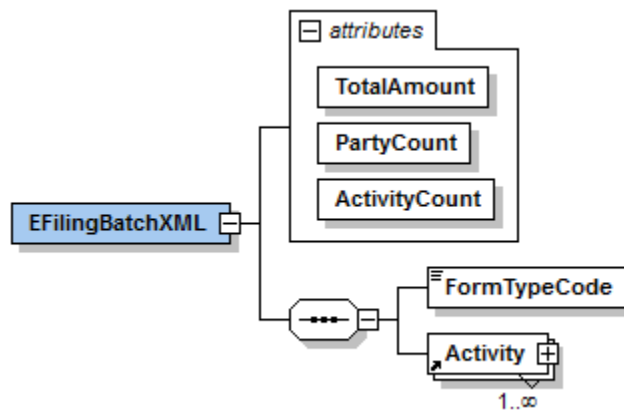 attributes
TotalAmount
PartyCount
ActivityCount
EFilingBatchXML
FormTypeCode
Activity
1..∞